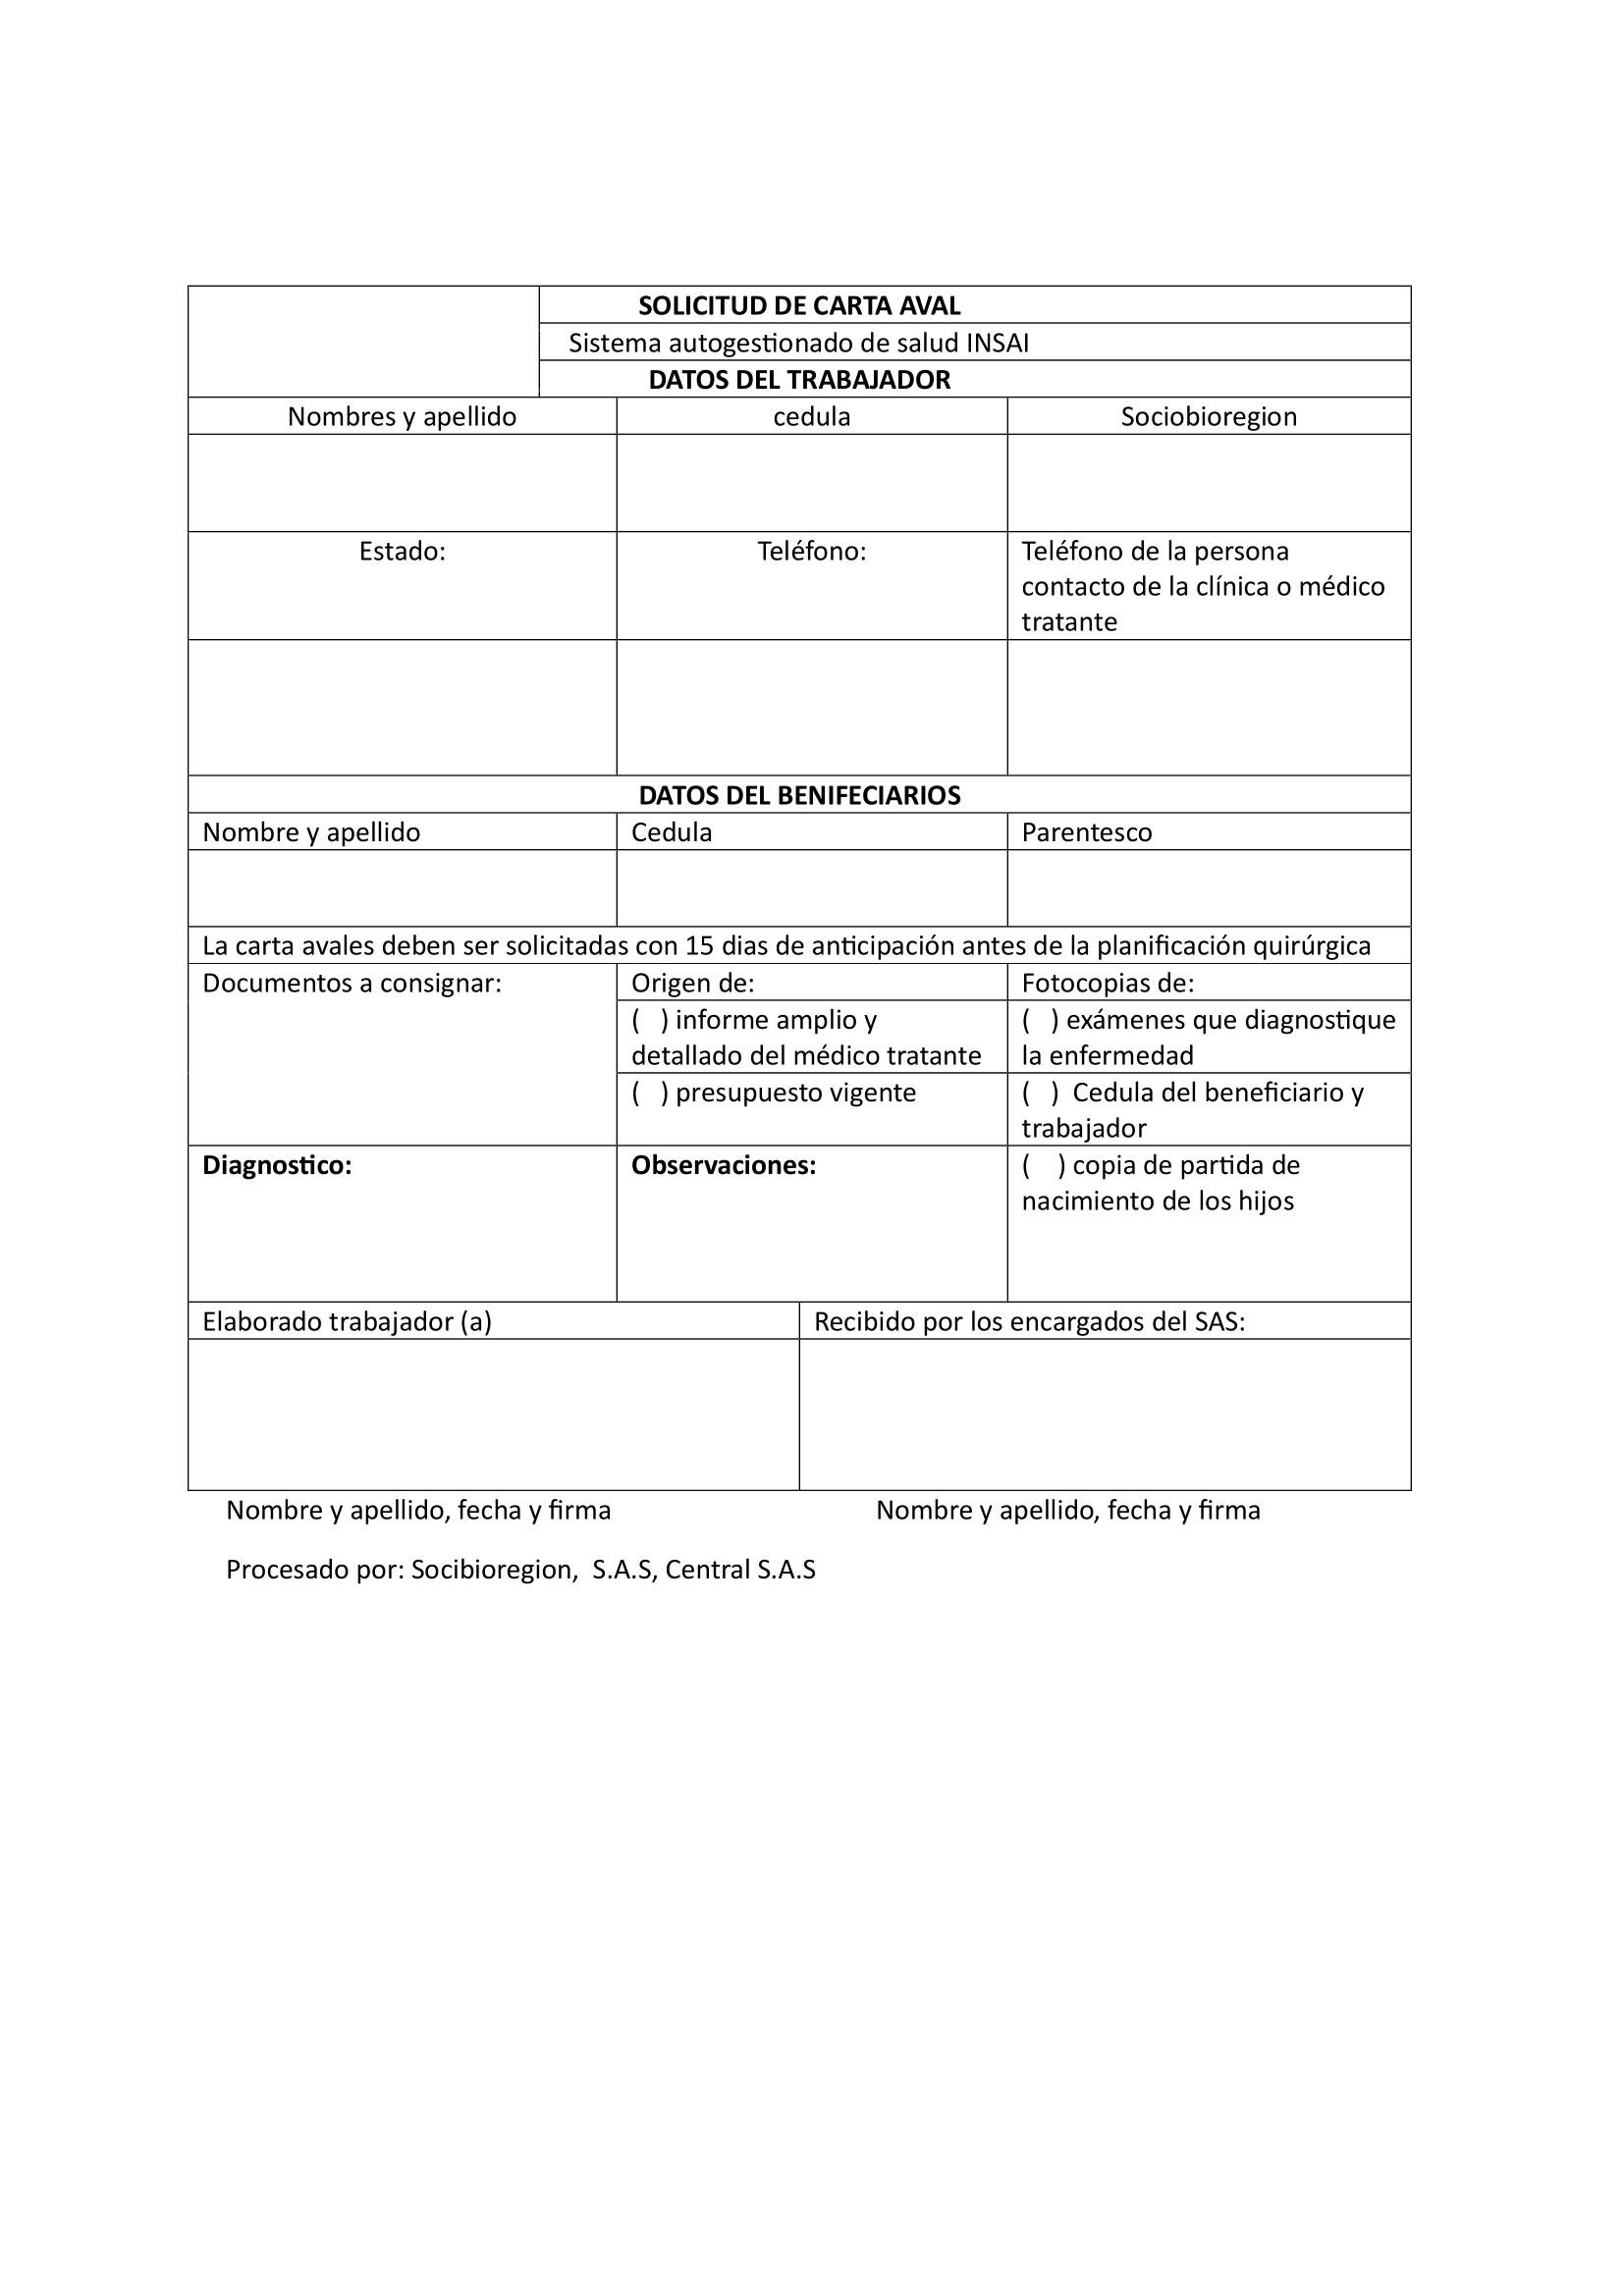 SOLICITUD DE CARTA AVAL
Sistema autogestionado de salud INSAI
DATOS DEL TRABAJADOR
Nombres y apellido
cedula
Sociobioregion
Estado:
Teléfono:
Teléfono de la persona
contacto de la clínica o médico
tratante
DATOS DEL BENIFECIARIOS
Nombre y apellido
Cedula
Parentesco
La carta avales deben ser solicitadas con 15 dias de anticipación antes de la planificación quirúrgica
Documentos a consignar:
Origen de:
Fotocopias de:
(   ) informe amplio y
detallado del médico tratante
(   ) exámenes que diagnostique
la enfermedad
(   ) presupuesto vigente
(   )  Cedula del beneficiario y
trabajador
Diagnostico:
Observaciones:
(    ) copia de partida de
nacimiento de los hijos
Elaborado trabajador (a)
Recibido por los encargados del SAS:
Nombre y apellido, fecha y firma
Nombre y apellido, fecha y firma
Procesado por: Socibioregion,  S.A.S, Central S.A.S